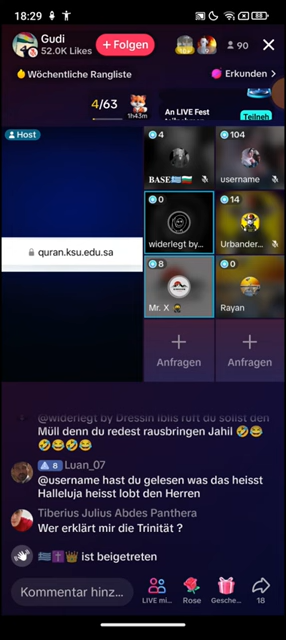 18:29
88
Gudi
52.0K Likes
+ Folgen
90
Wöchentliche Rangliste
Erkunden >
4/63
1h43m
An LIVE Fest
Teilneh
Host
4
104
BASE
username
0
14
widerlegt by...
Urbander...
quran.ksu.edu.sa
8
0
Mr. X
Rayan
Anfragen
Anfragen
@widerlegt by Dressin Iblis ruft du sollst den
Müll denn du redest rausbringen Jahil 🤣😂
🤣😂🤣😂
8 Luan_07
@username hast du gelesen was das heisst
Halleluja heisst lobt den Herren
Tiberius Julius Abdes Panthera
Wer erklärt mir die Trinität ?
🇬🇷✝️👑 ist beigetreten
Kommentar hinz...
LIVE mi...
Rose
Gesche...
18